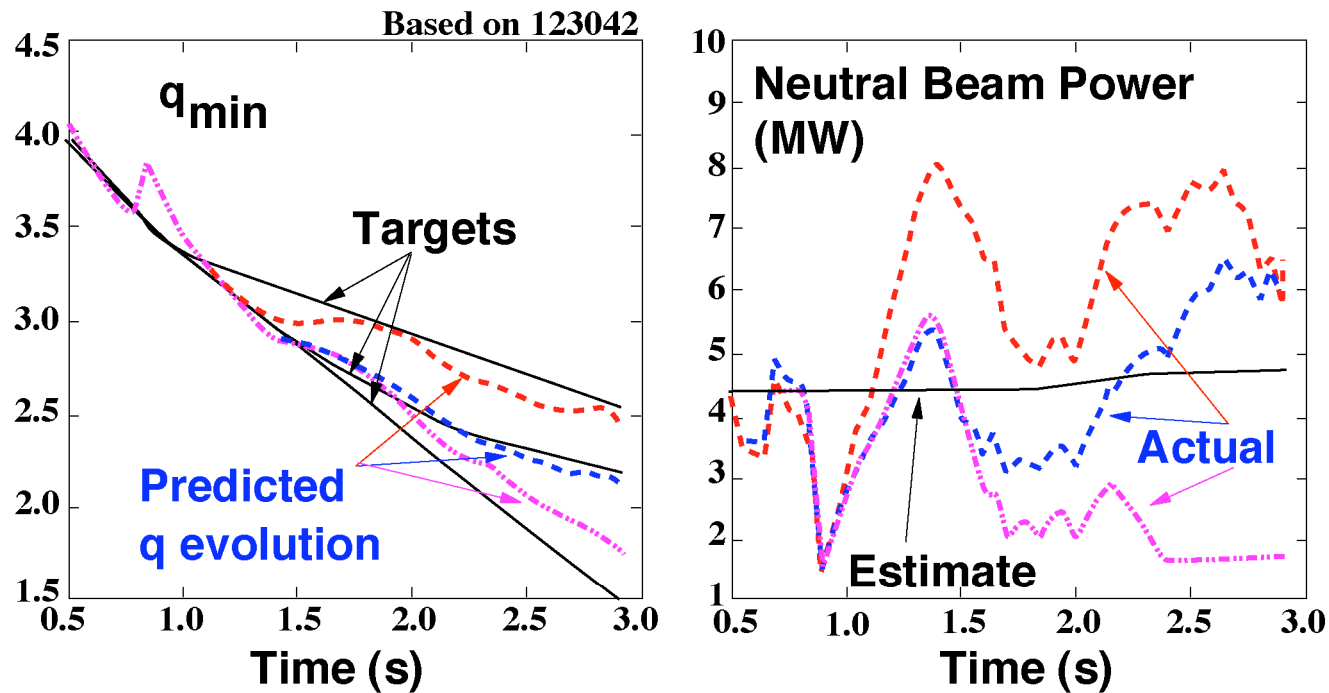 Based on 123042
4.5
4.0
3.5
3.0
2.5
2.0
1.5
q min
Targets
Predicted
q evolution
0.5 1.0 1.5 2.0 2.5 3.0
Time (s)
10
9
8
7
6
5
4
3
2
1
Neutral Beam Power
(MW)
Actual
Estimate
0.5 1.0 1.5 2.0 2.5 3.0
Time (s)